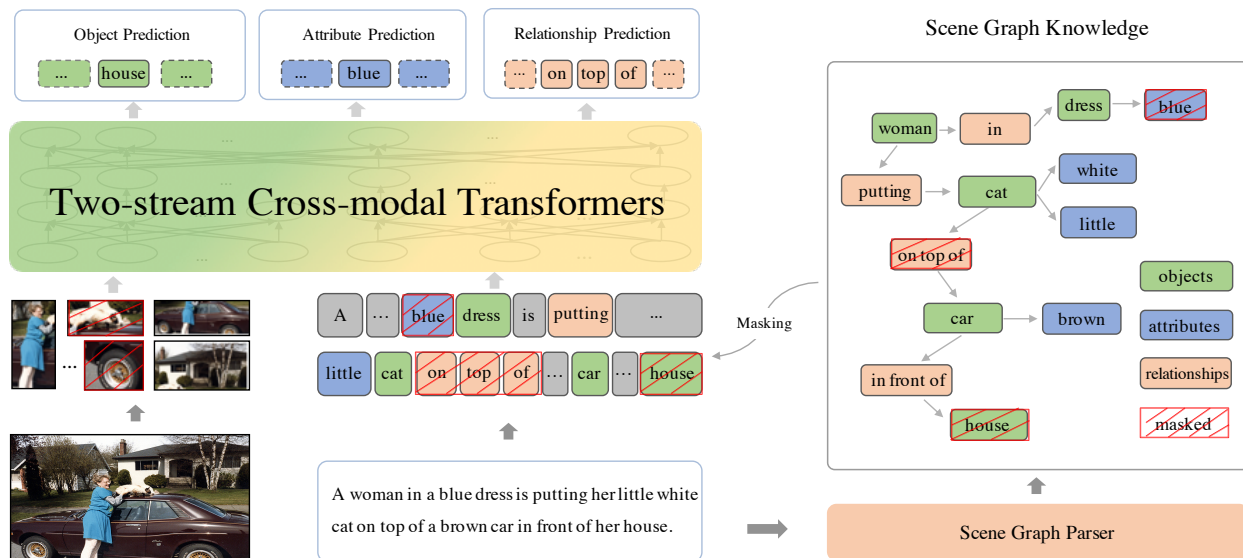 Object Prediction
... house ...
Attribute Prediction
... blue ...
Relationship Prediction
... on top of ...
Two-stream Cross-modal Transformers
A ... blue dress is putting ...
little cat on top of ... car ... house
...
A woman in a blue dress is putting her little white
cat on top of a brown car in front of her house.
Masking
Scene Graph Knowledge
woman in dress blue
putting cat white
little
on top of
car brown
in front of
house
objects
attributes
relationships
masked
Scene Graph Parser